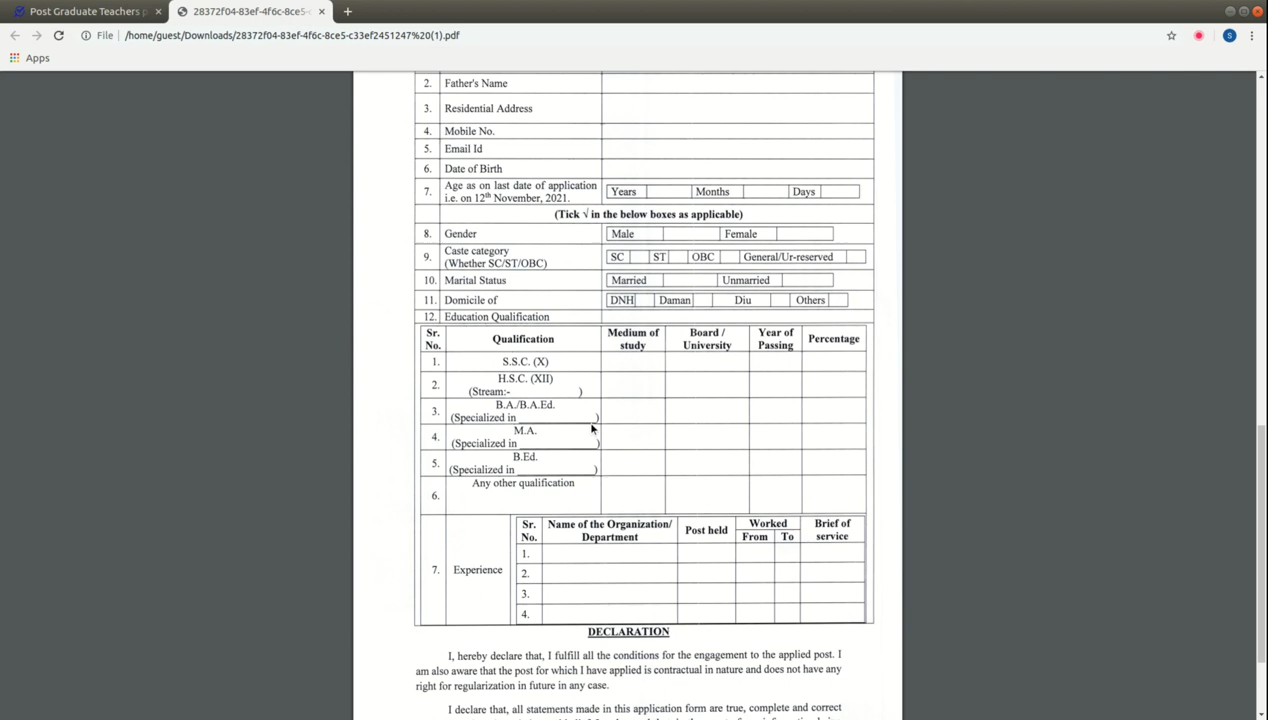 Post Graduate Teachers p
28372f04-83ef-4f6c-8ce5-
File /home/guest/Downloads/28372f04-83ef-4f6c-8ce5-c33ef2451247%20(1).pdf
S
Apps
2. Father's Name
3. Residential Address
4. Mobile No.
5. Email Id
6. Date of Birth
7. Age as on last date of application i.e. on 12th November, 2021. Years Months Days
(Tick √ in the below boxes as applicable)
8. Gender Male Female
9. Caste category (Whether SC/ST/OBC) SC ST OBC General/Ur-reserved
10. Marital Status Married Unmarried
11. Domicile of DNH Daman Diu Others
12. Education Qualification
Sr. No. Qualification Medium of study Board / University Year of Passing Percentage
1. S.S.C. (X)
2. H.S.C. (XII)
(Stream:- )
3. B.A./B.A.Ed.
(Specialized in ____________)
4. M.A.
(Specialized in ____________)
5. B.Ed.
(Specialized in ____________)
6. Any other qualification
7. Experience
Sr. No. Name of the Organization/ Department Post held Worked From To Brief of service
1.
2.
3.
4.
DECLARATION
I, hereby declare that, I fulfill all the conditions for the engagement to the applied post. I
am also aware that the post for which I have applied is contractual in nature and does not have any
right for regularization in future in any case.
I declare that, all statements made in this application form are true, complete and correct